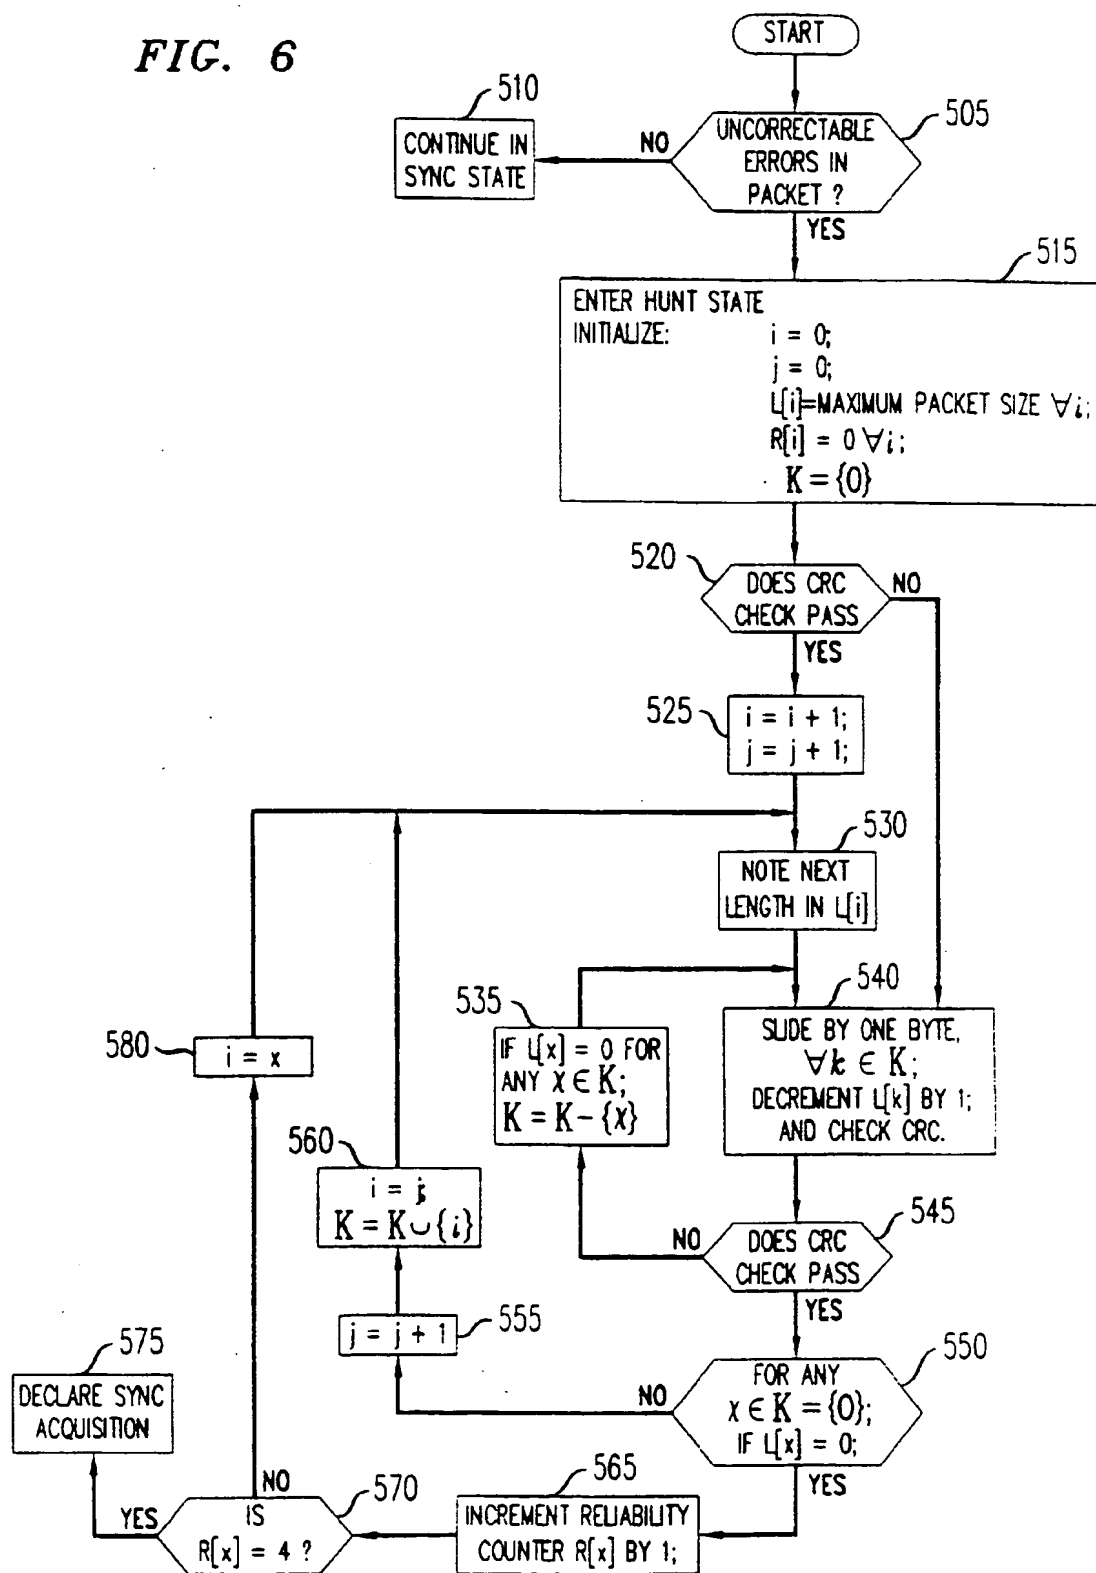 FIG. 6
START
510
505
CONTINUE IN
SYNC STATE
NO
UNCORRECTABLE
ERRORS IN
PACKET ?
YES
515
ENTER HUNT STATE
INITIALIZE:
i = 0;
j = 0;
L[i]=MAXIMUM PACKET SIZE ∀i;
R[i] = 0 ∀i;
K = {0}
520
DOES CRC
CHECK PASS
NO
YES
525
i = i + 1;
j = j + 1;
530
NOTE NEXT
LENGTH IN L[i]
535
IF L[x] = 0 FOR
ANY x ∈ K;
K = K – {x}
540
SLIDE BY ONE BYTE,
∀k ∈ K;
DECREMENT L[k] BY 1;
AND CHECK CRC.
580
i = x
560
i = j;
K = K ∪ {i}
545
NO
DOES CRC
CHECK PASS
YES
555
j = j + 1
550
NO
FOR ANY
x ∈ K = {0};
IF L[x] = 0;
YES
575
DECLARE SYNC
ACQUISITION
565
INCREMENT RELIABILITY
COUNTER R[x] BY 1;
570
NO
YES
IS
R[x] = 4 ?